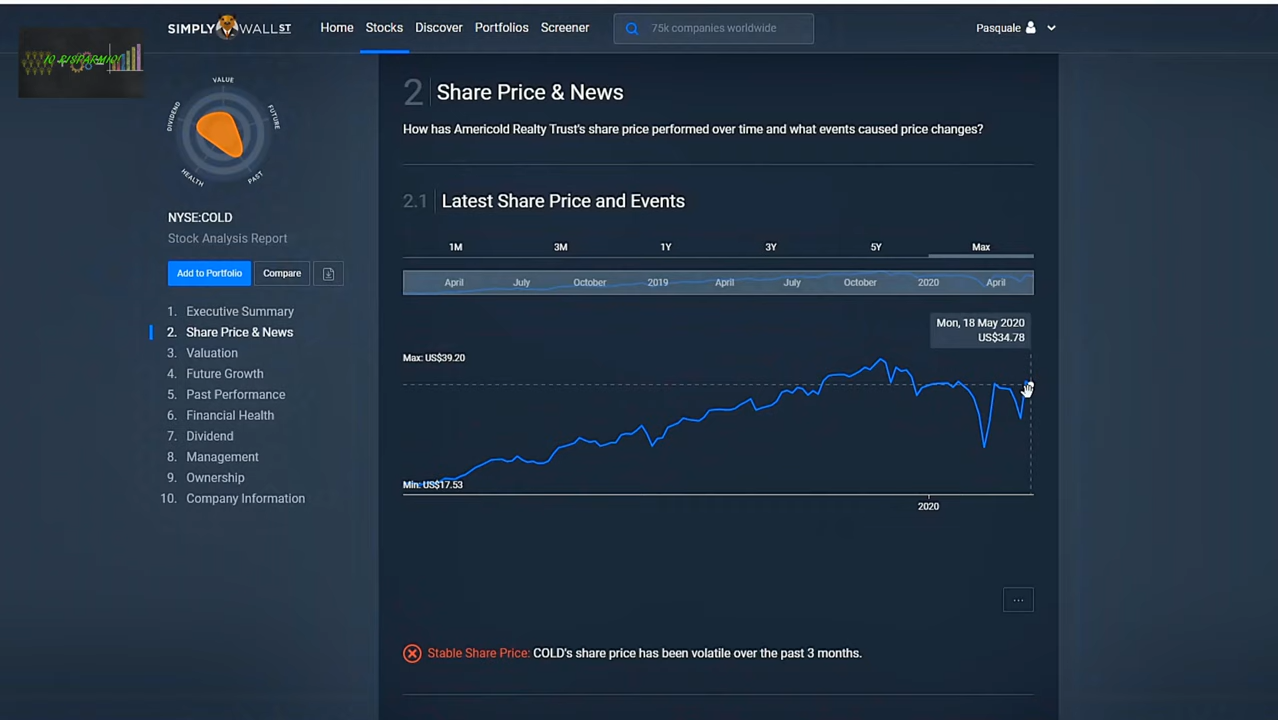 SIMPLY WALL ST
Home Stocks Discover Portfolios Screener
75k companies worldwide
Pasquale
IO RISPARMIO!
VALUE
FUTURE
PAST
HEALTH
DIVIDEND
NYSE:COLD
Stock Analysis Report
Add to Portfolio
Compare
1. Executive Summary
2. Share Price & News
3. Valuation
4. Future Growth
5. Past Performance
6. Financial Health
7. Dividend
8. Management
9. Ownership
10. Company Information
2 Share Price & News
How has Americold Realty Trust's share price performed over time and what events caused price changes?
2.1 Latest Share Price and Events
1M 3M 1Y 3Y 5Y Max
April July October 2019 April July October 2020 April
Mon, 18 May 2020
US$34.78
Max: US$39.20
Min: US$17.53
2020
...
Stable Share Price: COLD's share price has been volatile over the past 3 months.